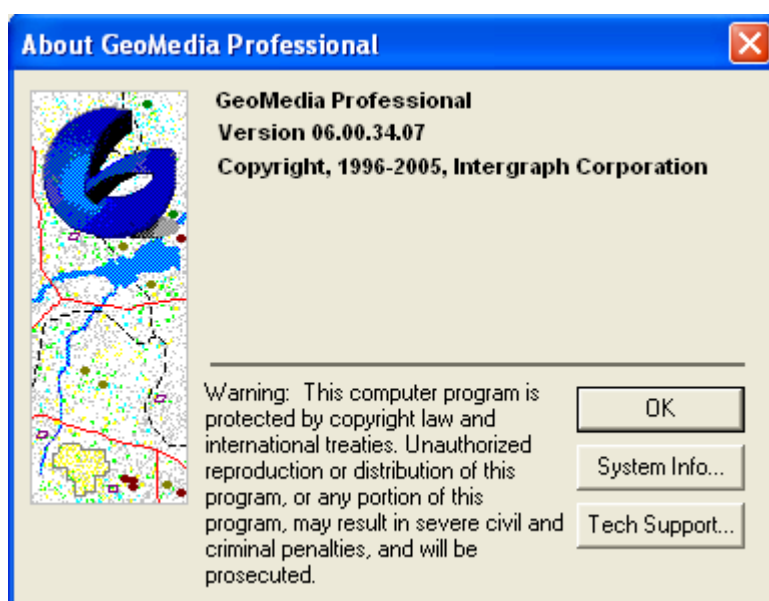 About GeoMedia Professional
GeoMedia Professional
Version 06.00.34.07
Copyright, 1996-2005, Intergraph Corporation
Warning:  This computer program is
protected by copyright law and
international treaties. Unauthorized
reproduction or distribution of this
program, or any portion of this
program, may result in severe civil and
criminal penalties, and will be
prosecuted.
OK
System Info...
Tech Support...